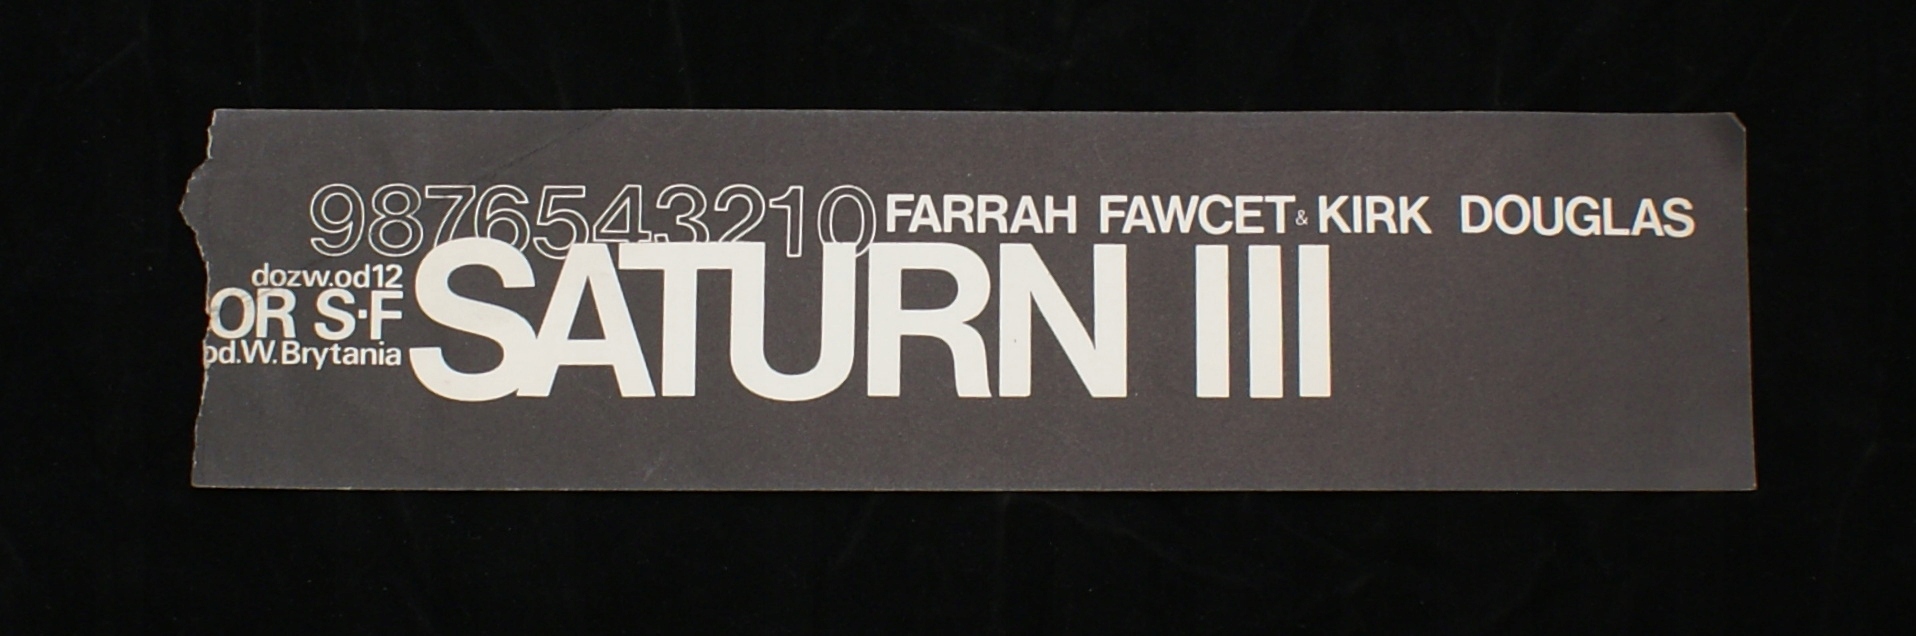 9876543210 FARRAH FAWCET & KIRK DOUGLAS
dozw.od12
OR S·F
od.W.Brytania
SATURN III